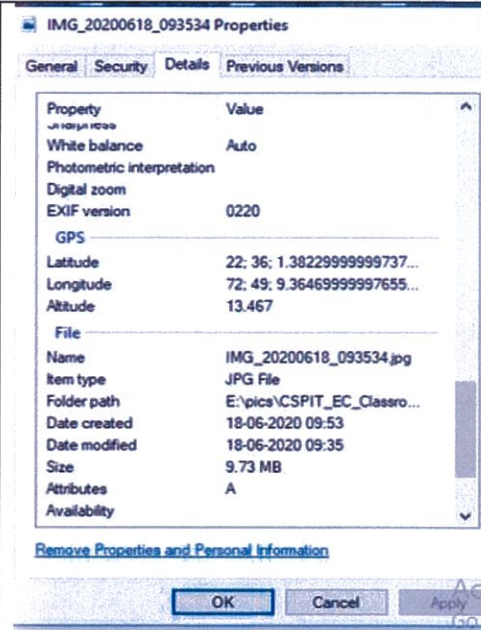 IMG_20200618_093534 Properties
General Security Details Previous Versions
Property Value
Sharpness
White balance Auto
Photometric interpretation
Digital zoom
EXIF version 0220
GPS
Latitude 22; 36; 1.38229999999737...
Longitude 72; 49; 9.36469999997655...
Altitude 13.467
File
Name IMG_20200618_093534.jpg
Item type JPG File
Folder path E:\pics\CSPIT_EC_Classro...
Date created 18-06-2020 09:53
Date modified 18-06-2020 09:35
Size 9.73 MB
Attributes A
Availability
Remove Properties and Personal Information
OK Cancel Apply